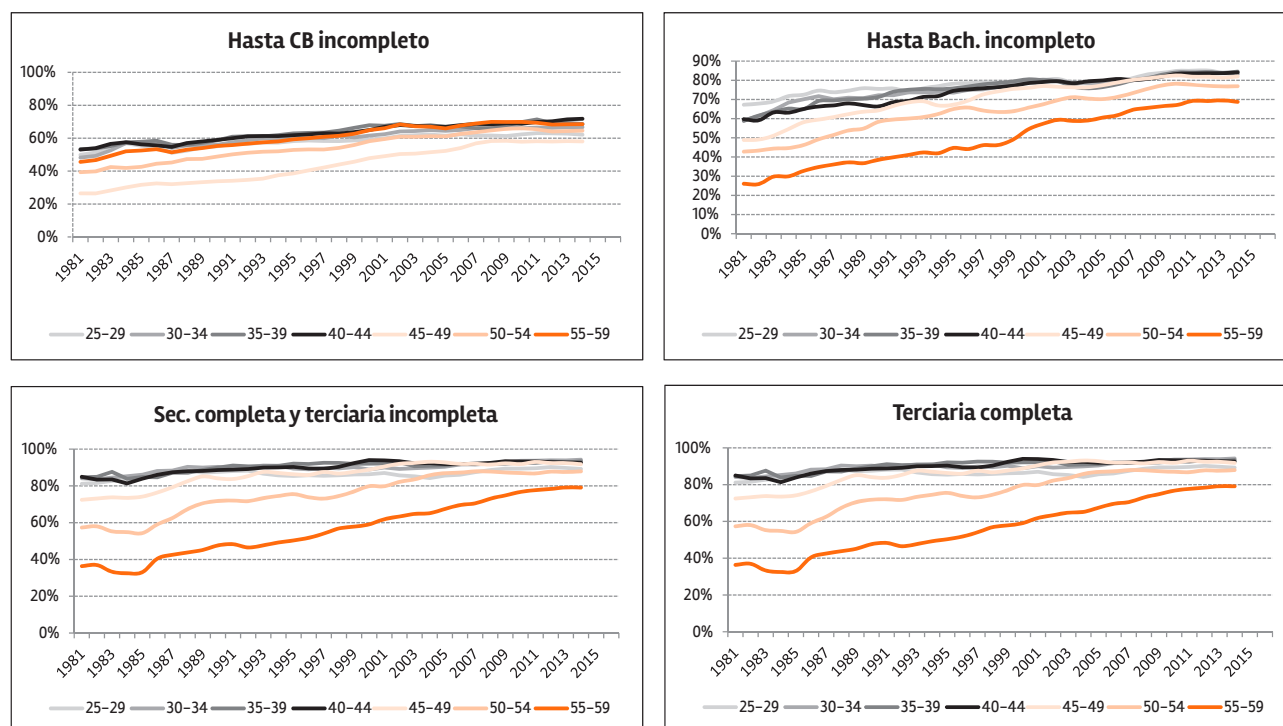 Hasta CB incompleto
100%
80%
60%
40%
20%
0%
1981 1983 1985 1987 1989 1991 1993 1995 1997 1999 2001 2003 2005 2007 2009 2011 2013 2015
25–29 30–34 35–39 40–44 45–49 50–54 55–59
Hasta Bach. incompleto
90%
80%
70%
60%
50%
40%
30%
20%
10%
0%
1981 1983 1985 1987 1989 1991 1993 1995 1997 1999 2001 2003 2005 2007 2009 2011 2013 2015
25–29 30–34 35–39 40–44 45–49 50–54 55–59
Sec. completa y terciaria incompleta
100%
80%
60%
40%
20%
0%
1981 1983 1985 1987 1989 1991 1993 1995 1997 1999 2001 2003 2005 2007 2009 2011 2013 2015
25–29 30–34 35–39 40–44 45–49 50–54 55–59
Terciaria completa
100%
80%
60%
40%
20%
0%
1981 1983 1985 1987 1989 1991 1993 1995 1997 1999 2001 2003 2005 2007 2009 2011 2013 2015
25–29 30–34 35–39 40–44 45–49 50–54 55–59